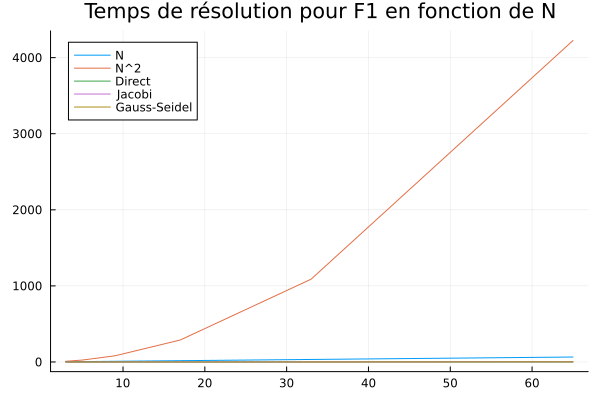 Temps de résolution pour F1 en fonction de N
N
N^2
Direct
Jacobi
Gauss-Seidel
4000
3000
2000
1000
0
10 20 30 40 50 60